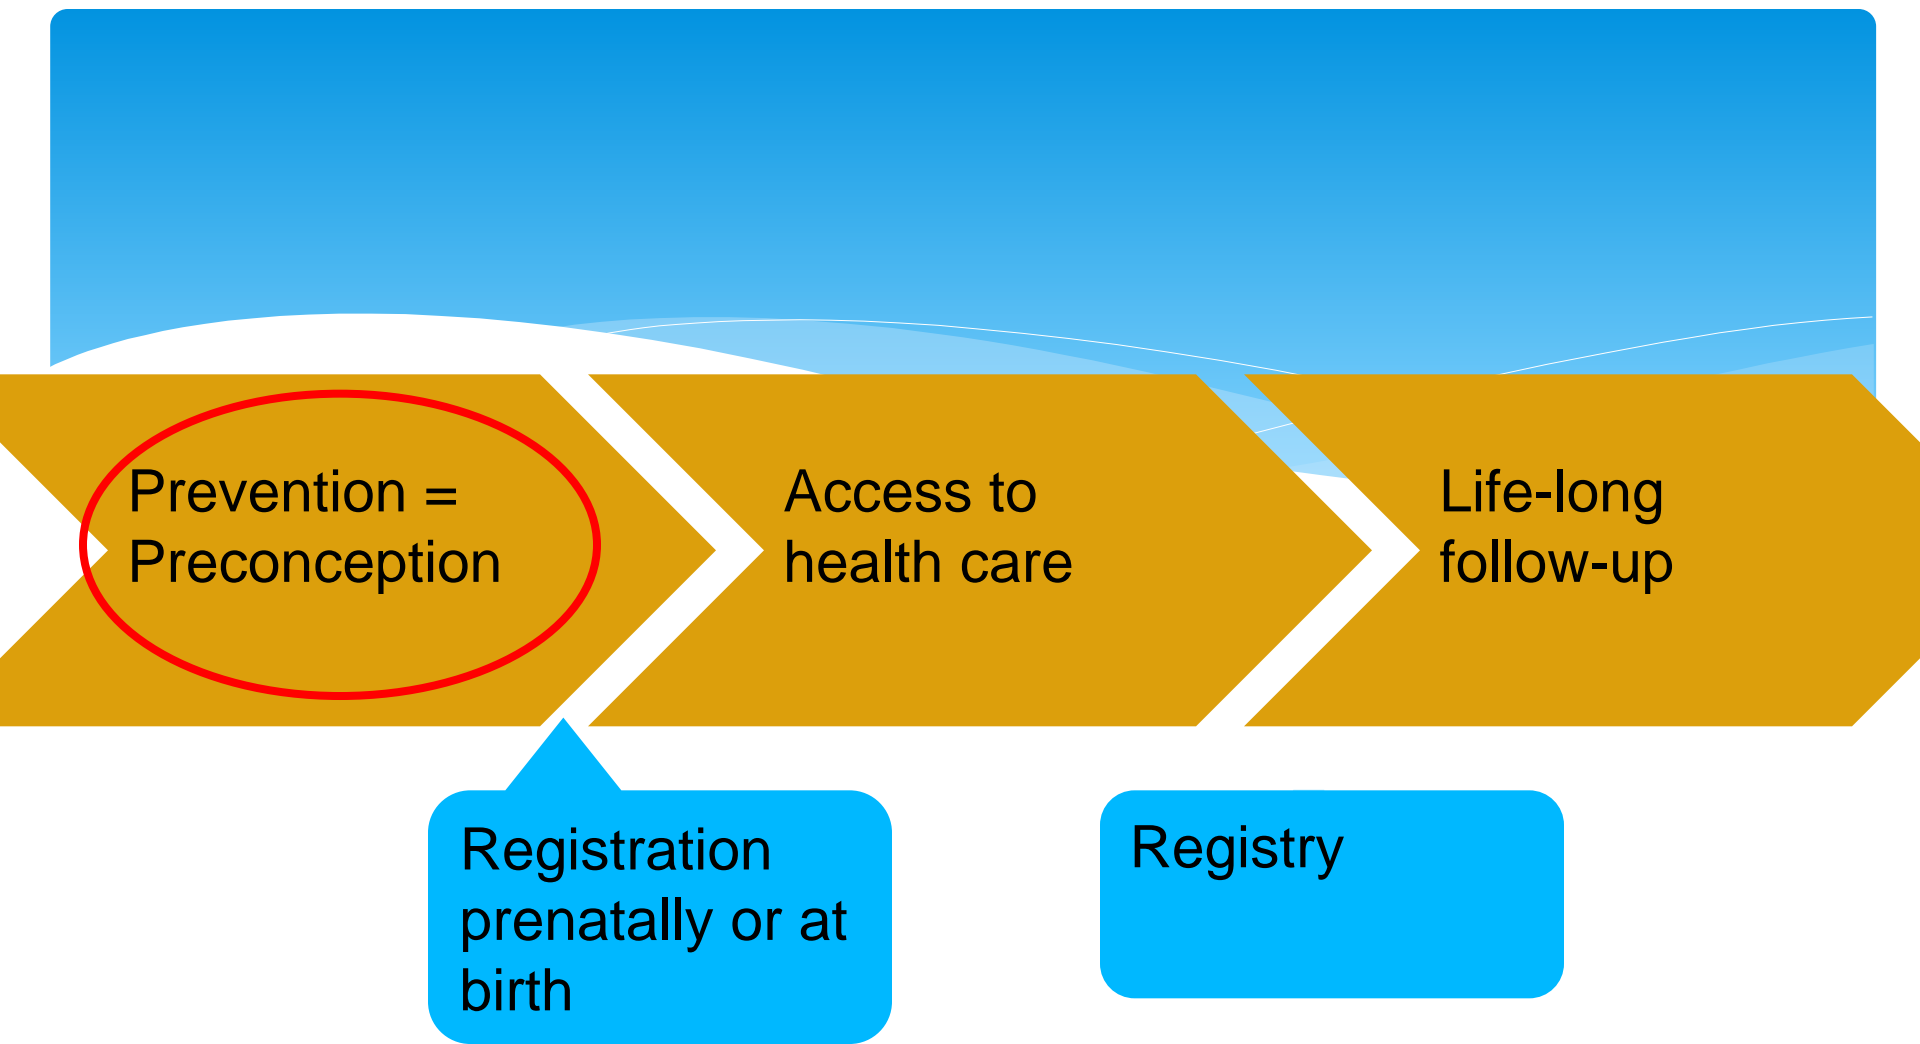 Prevention =
Preconception
Access to
health care
Life-long
follow-up
Registration
prenatally or at
birth
Registry